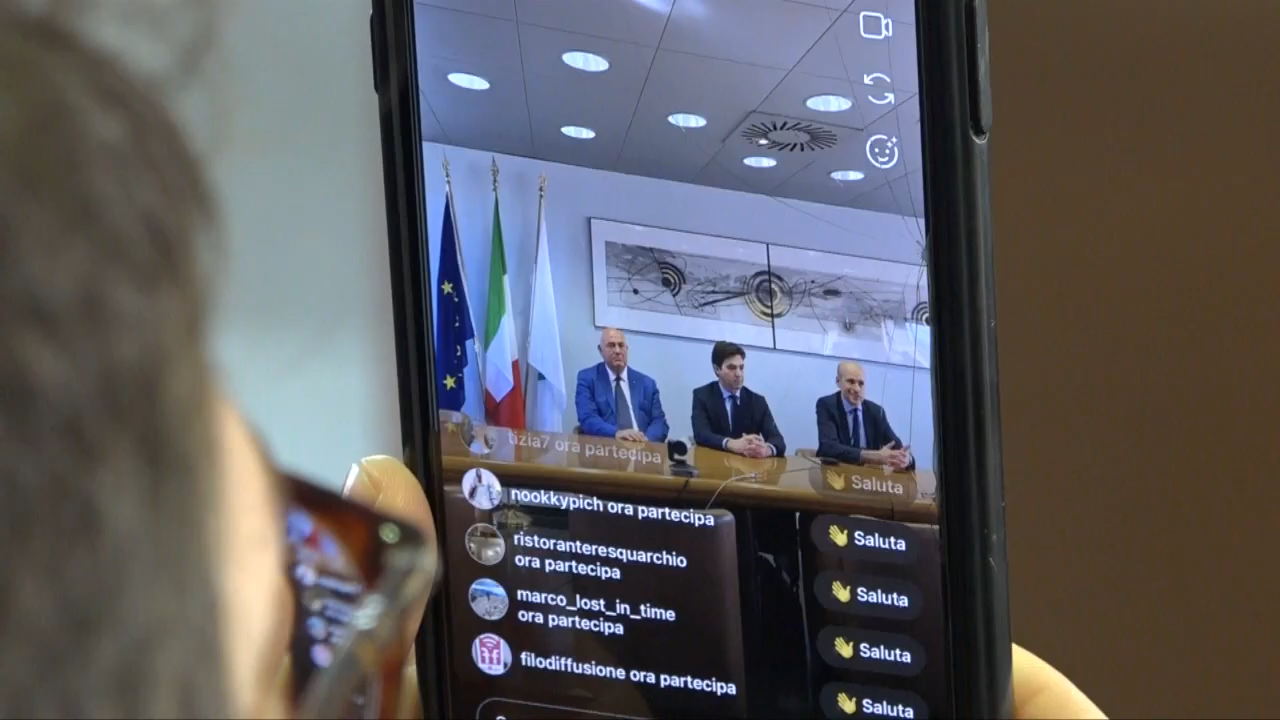 tizia7 ora partecipa
👋 Saluta
nookkypich ora partecipa
👋 Saluta
ristoranteresquarchio
ora partecipa
👋 Saluta
marco_lost_in_time
ora partecipa
👋 Saluta
filodiffusione ora partecipa
👋 Saluta